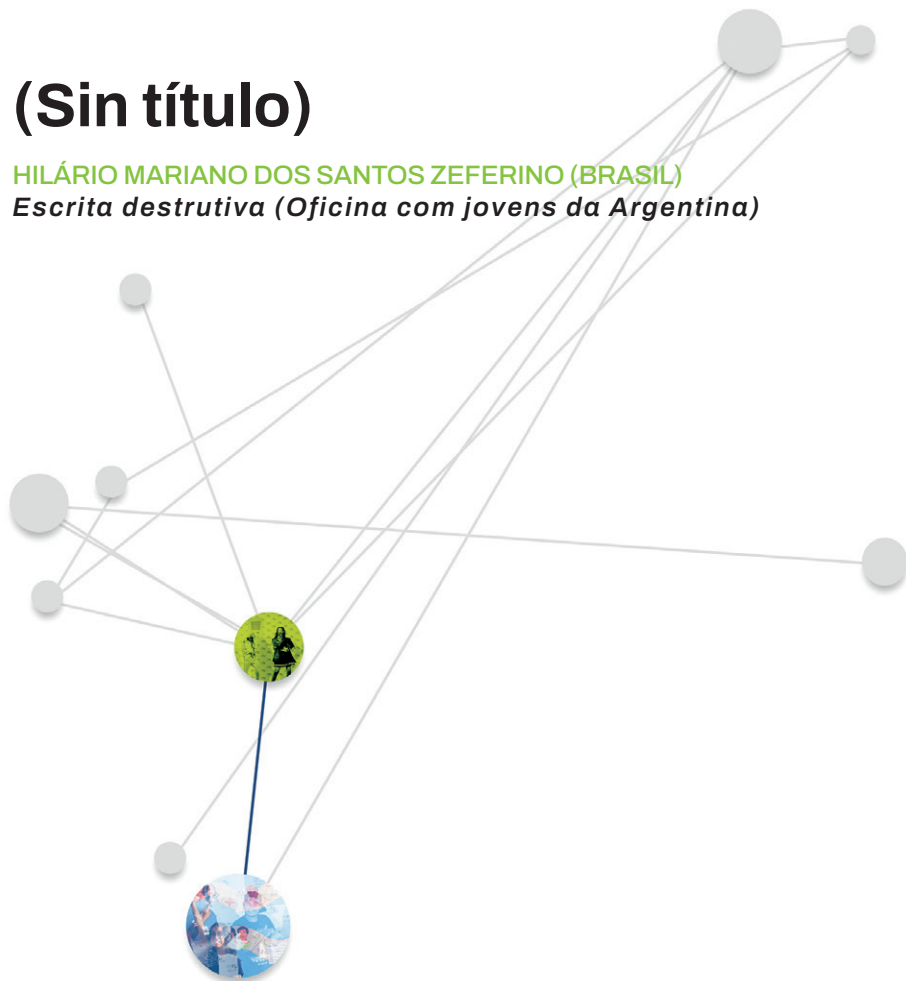 (Sin título)
HILÁRIO MARIANO DOS SANTOS ZEFERINO (BRASIL)
Escrita destrutiva (Oficina com jovens da Argentina)